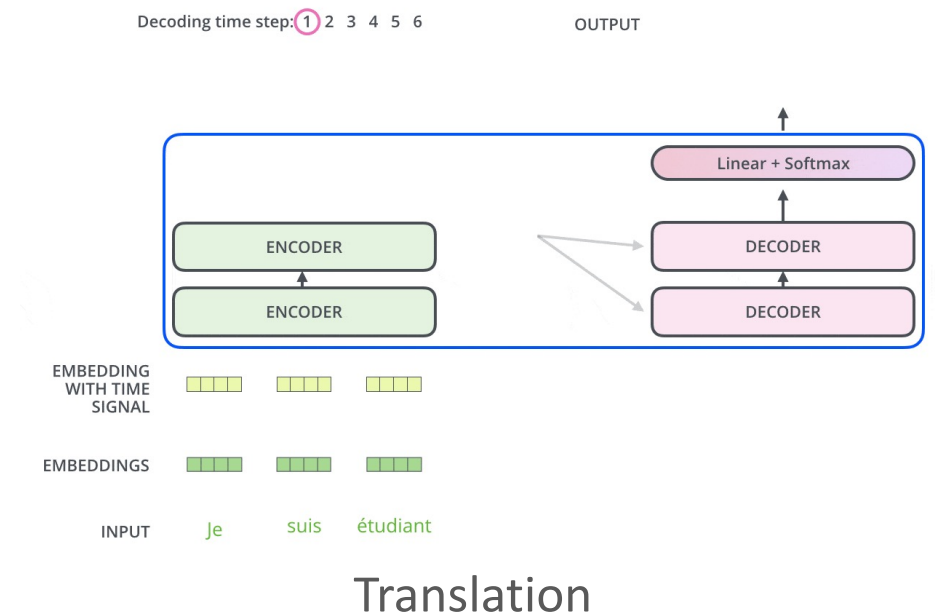 Decoding time step: 1 2 3 4 5 6
OUTPUT
Linear + Softmax
ENCODER
DECODER
ENCODER
DECODER
EMBEDDING
WITH TIME
SIGNAL
EMBEDDINGS
INPUT
Je suis étudiant
Translation